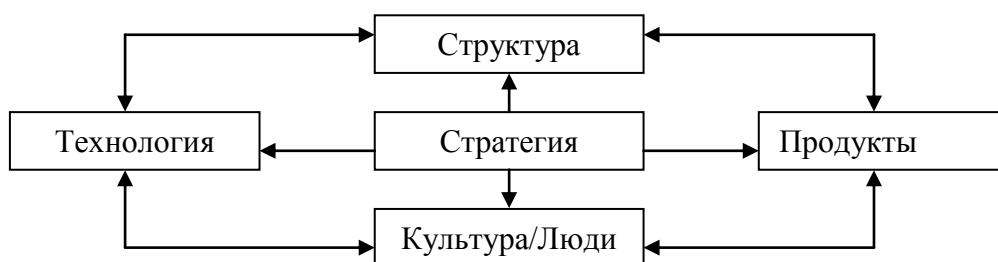 Структура
Технология
Стратегия
Продукты
Культура/Люди